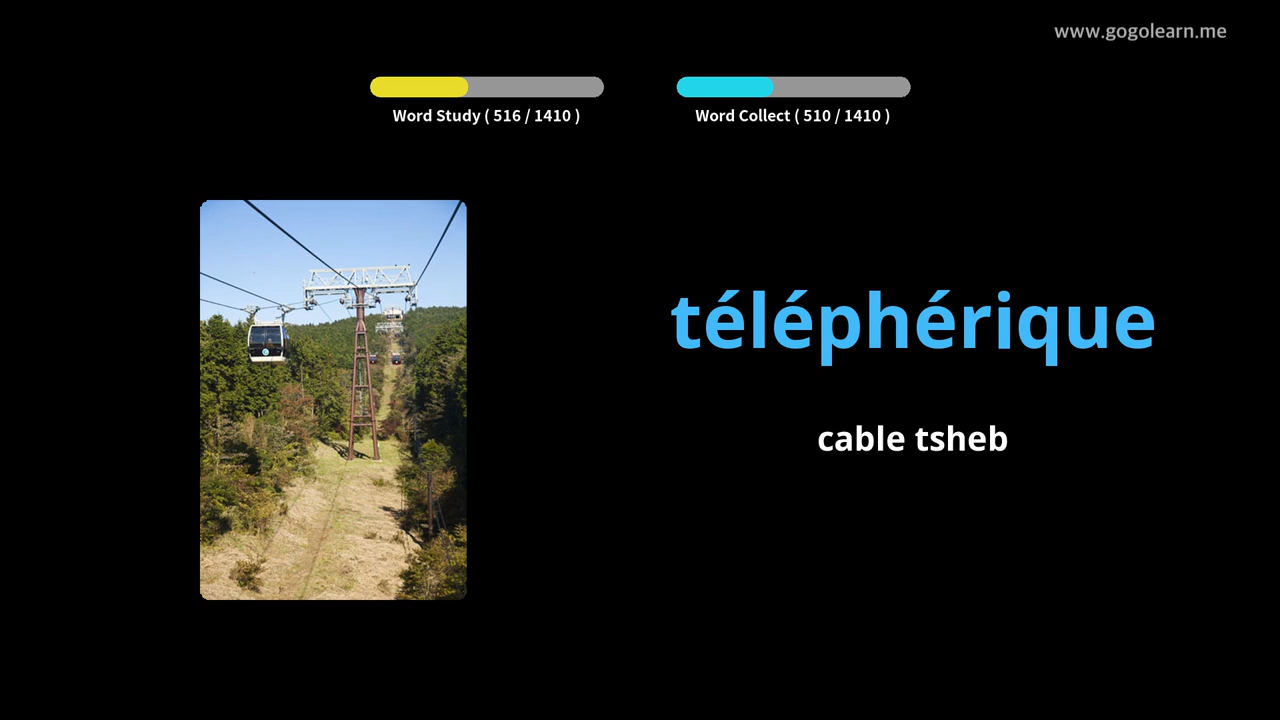 www.gogolearn.me
Word Study ( 516 / 1410 )
Word Collect ( 510 / 1410 )
téléphérique
cable tsheb